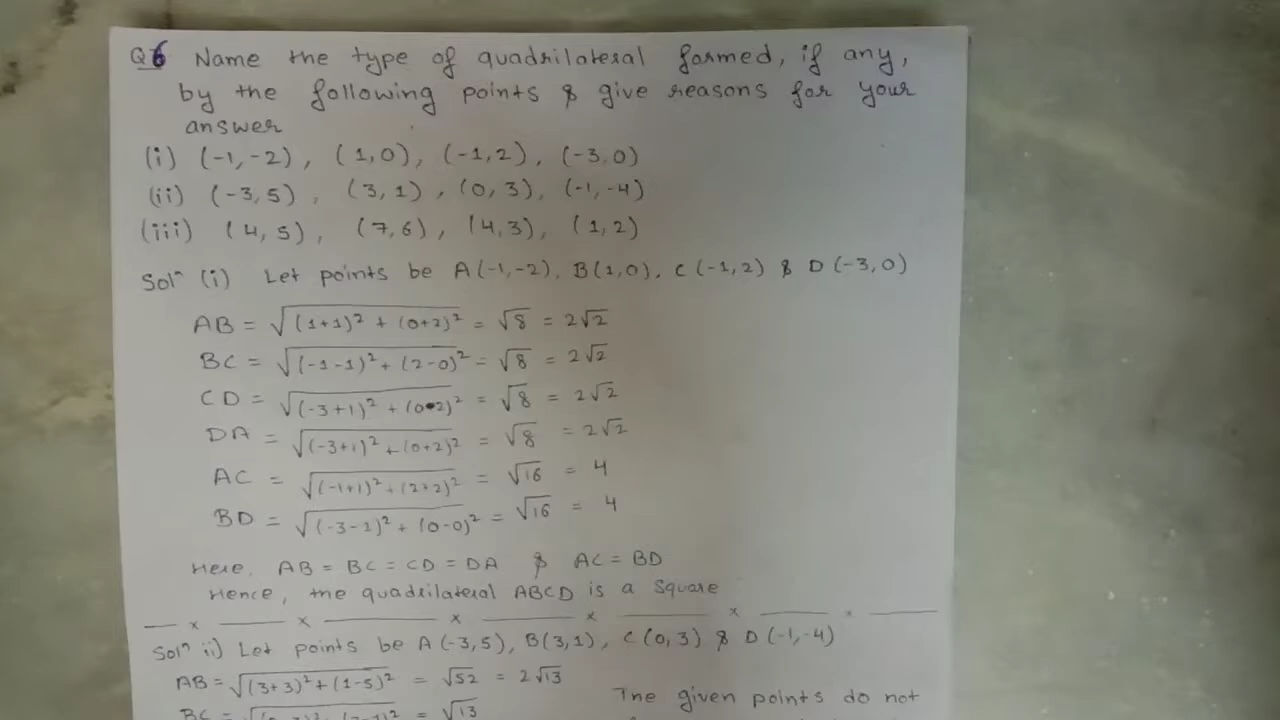 Q6 Name the type of quadrilateral formed, if any,
by the following points & give reasons for your
answer
(i) (-1,-2), (1,0), (-1,2), (-3,0)
(ii) (-3,5), (3,1), (0,3), (-1,-4)
(iii) (4,5), (7,6), (4,3), (1,2)
Solⁿ (i) Let points be A(-1,-2), B(1,0), C(-1,2) & D(-3,0)
AB = √((1+1)² + (0+2)²) = √8 = 2√2
BC = √((-1-1)² + (2-0)²) = √8 = 2√2
CD = √((-3+1)² + (0-2)²) = √8 = 2√2
DA = √((-3+1)² + (0+2)²) = √8 = 2√2
AC = √((-1+1)² + (2+2)²) = √16 = 4
BD = √((-3-1)² + (0-0)²) = √16 = 4
Here, AB = BC = CD = DA & AC = BD
Hence, the quadrilateral ABCD is a Square
Solⁿ ii) Let points be A(-3,5), B(3,1), C(0,3) & D(-1,-4)
AB = √((3+3)² + (1-5)²) = √52 = 2√13
The given points do not
BC = = √13